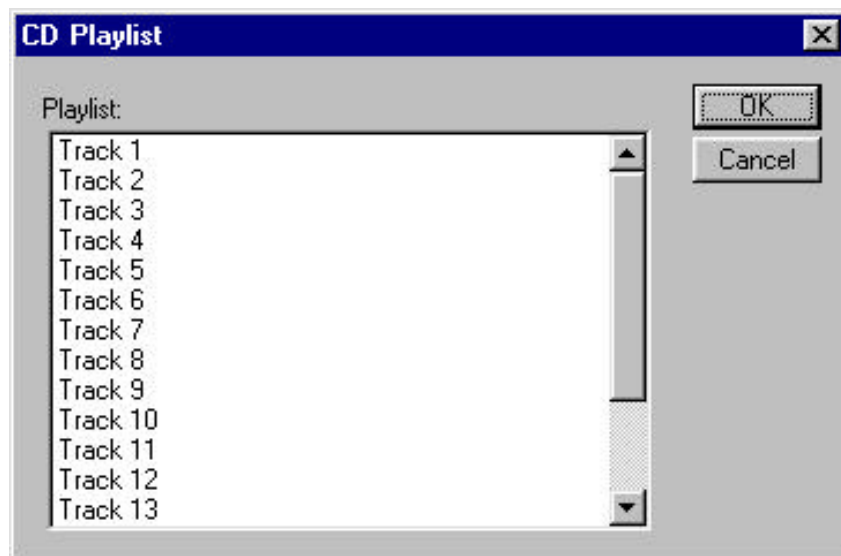 CD Playlist
Playlist:
OK
Cancel
Track 1
Track 2
Track 3
Track 4
Track 5
Track 6
Track 7
Track 8
Track 9
Track 10
Track 11
Track 12
Track 13